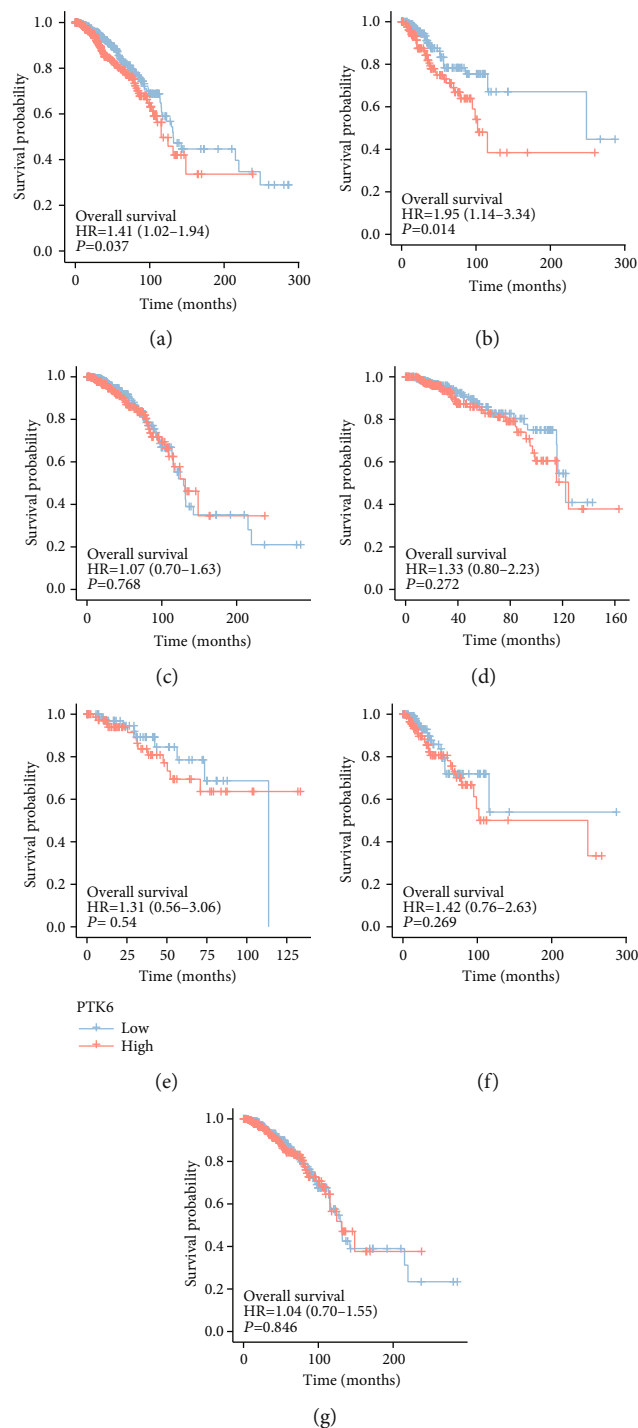 1.0
0.8
0.6
0.4
0.2
0.0
Survival probability
Overall survival
HR=1.41 (1.02–1.94)
P=0.037
0 100 200 300
Time (months)
(a)
1.0
0.8
0.6
0.4
0.2
0.0
Survival probability
Overall survival
HR=1.95 (1.14–3.34)
P=0.014
0 100 200 300
Time (months)
(b)
1.0
0.8
0.6
0.4
0.2
0.0
Survival probability
Overall survival
HR=1.07 (0.70–1.63)
P=0.768
0 100 200
Time (months)
(c)
1.0
0.8
0.6
0.4
0.2
0.0
Survival probability
Overall survival
HR=1.33 (0.80–2.23)
P=0.272
0 40 80 120 160
Time (months)
(d)
1.0
0.8
0.6
0.4
0.2
0.0
Survival probability
Overall survival
HR=1.31 (0.56–3.06)
P= 0.54
0 25 50 75 100 125
Time (months)
PTK6
Low
High
(e)
1.0
0.8
0.6
0.4
0.2
0.0
Survival probability
Overall survival
HR=1.42 (0.76–2.63)
P=0.269
0 100 200 300
Time (months)
(f)
1.0
0.8
0.6
0.4
0.2
0.0
Survival probability
Overall survival
HR=1.04 (0.70–1.55)
P=0.846
0 100 200
Time (months)
(g)